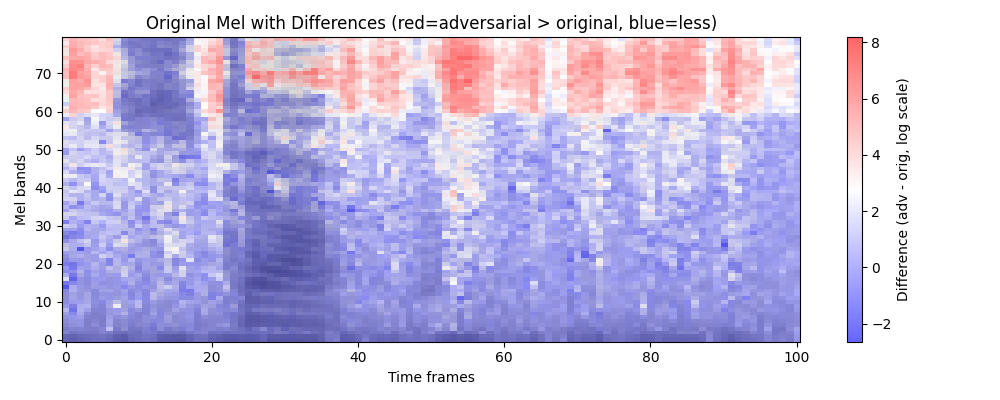 Original Mel with Differences (red=adversarial > original, blue=less)
Mel bands
70
60
50
40
30
20
10
0
0 20 40 60 80 100
Time frames
8
6
4
2
0
−2
Difference (adv - orig, log scale)